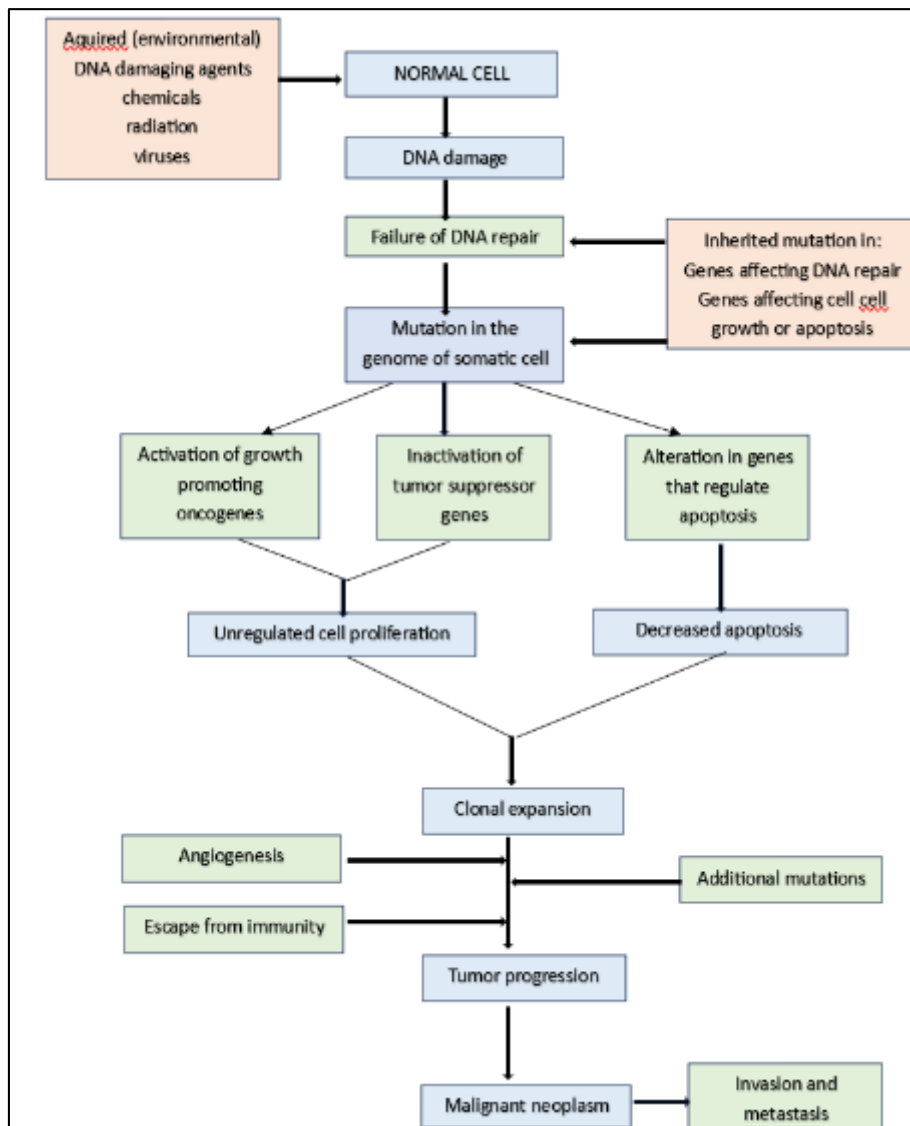 Aquired (environmental)
DNA damaging agents
chemicals
radiation
viruses
NORMAL CELL
DNA damage
Failure of DNA repair
Inherited mutation in:
Genes affecting DNA repair
Genes affecting cell cell
growth or apoptosis
Mutation in the
genome of somatic cell
Activation of growth
promoting
oncogenes
Inactivation of
tumor suppressor
genes
Alteration in genes
that regulate
apoptosis
Unregulated cell proliferation
Decreased apoptosis
Clonal expansion
Angiogenesis
Additional mutations
Escape from immunity
Tumor progression
Malignant neoplasm
Invasion and
metastasis